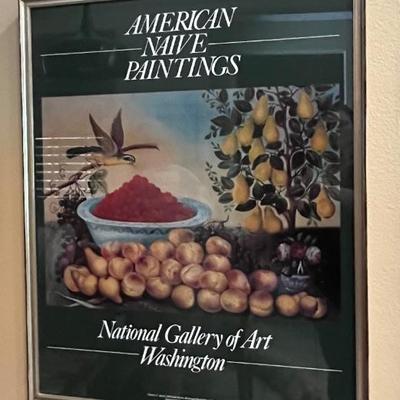 AMERICAN
NAIVE
PAINTINGS
National Gallery of Art
Washington